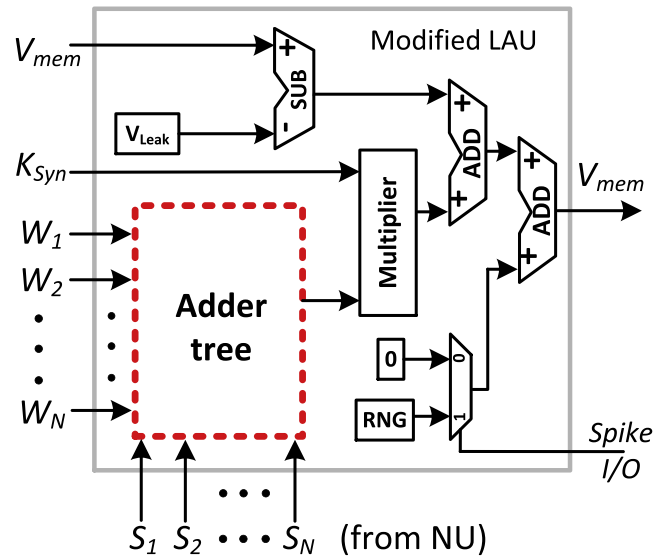 Modified LAU
V_mem
+
SUB
-
V_Leak
+
ADD
+
K_Syn
Multiplier
+
ADD
+
V_mem
W_1
W_2
W_N
Adder
tree
0
0
RNG
1
Spike
I/O
S_1 S_2 S_N (from NU)